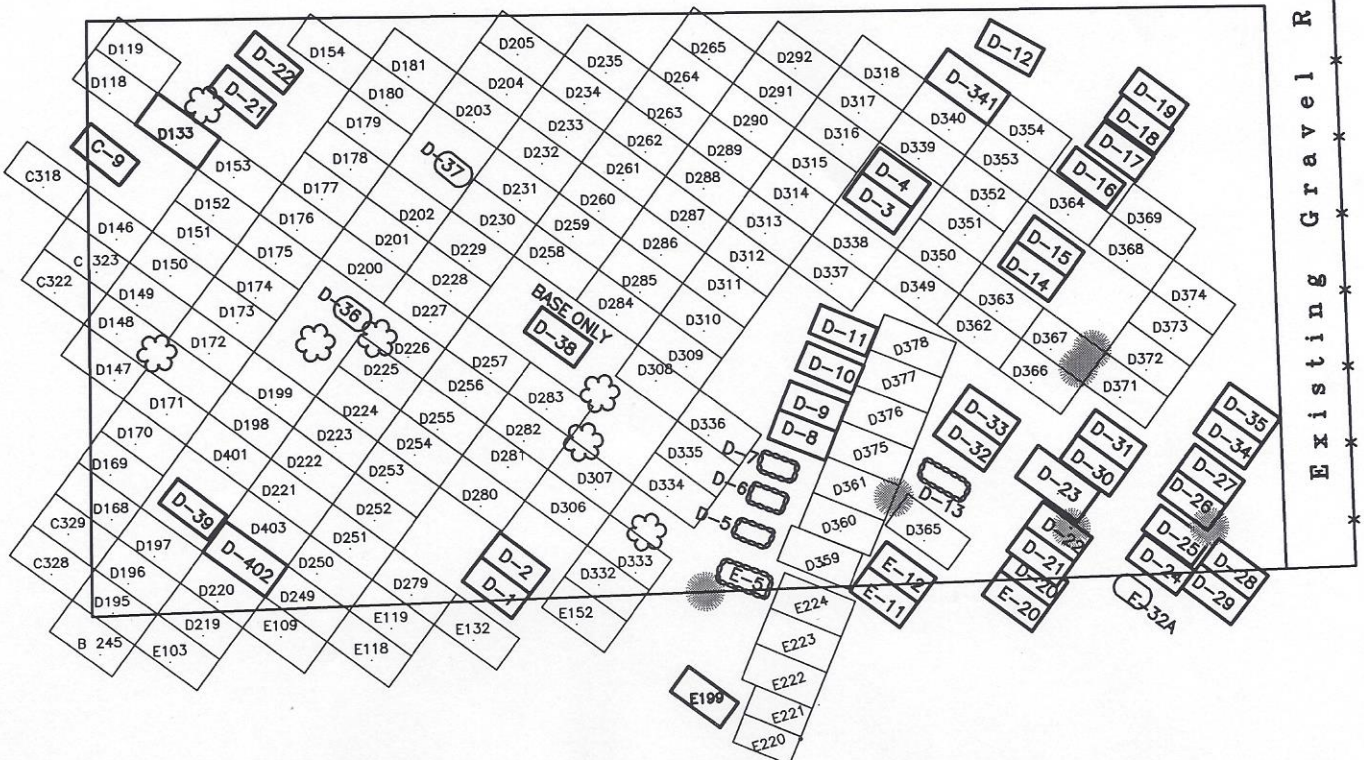 D119
D118
D-22
D-21
D133
C-9
C318
D154
D181
D180
D179
D178
D177
D176
D175
D174
D173
D172
D171
D170
D169
D168
D153
D152
D151
D150
D149
D148
D147
D146
C 323
C322
D205
D204
D203
D-37
D202
D201
D200
D-36
D199
D198
D401
D235
D234
D233
D232
D231
D230
D229
D228
D227
D226
D225
D224
D223
D222
D221
D403
D265
D264
D263
D262
D261
D260
D259
D258
BASE ONLY
D-38
D257
D256
D255
D254
D253
D252
D251
D250
D249
D292
D291
D290
D289
D288
D287
D286
D285
D284
D283
D282
D281
D280
D279
D318
D317
D316
D315
D314
D313
D312
D311
D310
D309
D308
D307
D306
D-12
D-341
D340
D339
D-4
D-3
D338
D337
D336
D335
D334
D333
D332
D354
D353
D352
D351
D350
D349
D-19
D-18
D-17
D-16
D364
D-15
D-14
D363
D362
D369
D368
D367
D366
D374
D373
D372
D371
D-11
D-10
D-9
D-8
D-7
D-6
D-5
E-5
D378
D377
D376
D375
D361
D360
D359
D-33
D-32
D-13
D365
D-31
D-30
D-23
D-22
D-21
D-20
E-20
D-35
D-34
D-27
D-26
D-25
D-24
D-28
D-29
E-32A
E-12
E-11
E224
E223
E222
E221
E220
E199
D-2
D-1
E152
E132
E119
E118
E109
D-39
D-402
D197
D196
D195
D220
D219
C329
C328
B 245
E103
Existing Gravel R